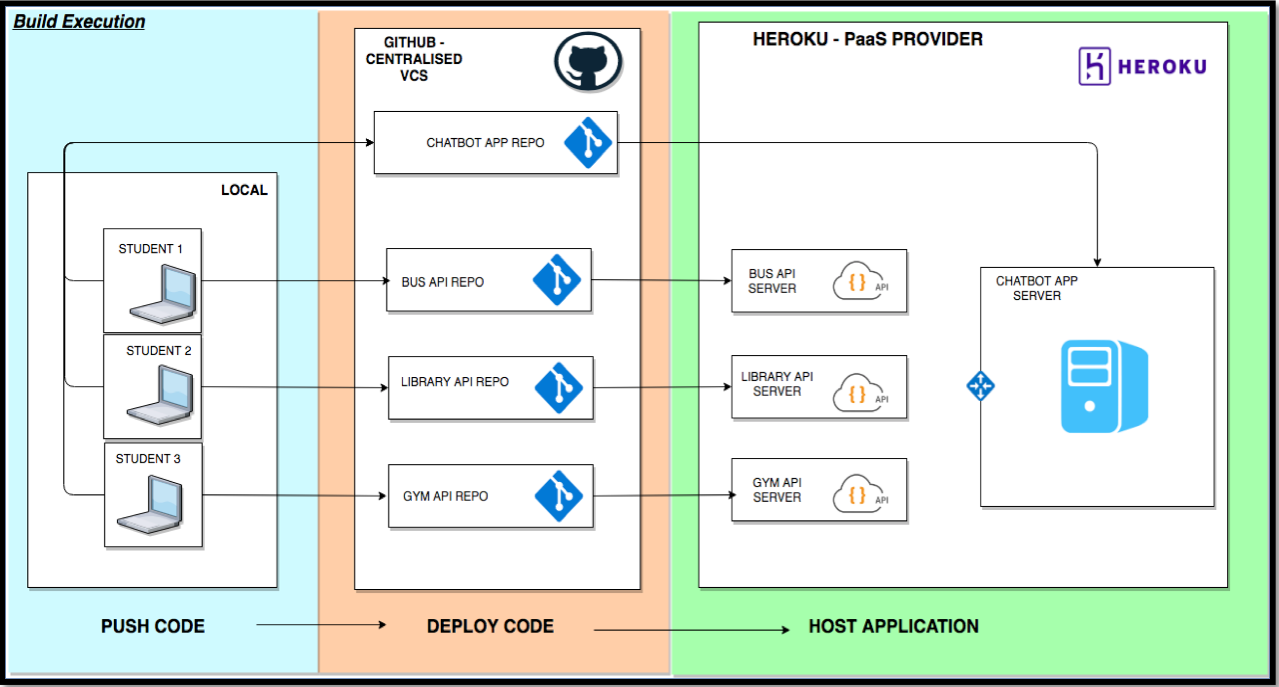 Build Execution
GITHUB -
CENTRALISED
VCS
HEROKU - PaaS PROVIDER
HEROKU
CHATBOT APP REPO
LOCAL
STUDENT 1
BUS API REPO
BUS API
SERVER
API
CHATBOT APP
SERVER
STUDENT 2
LIBRARY API REPO
LIBRARY API
SERVER
API
STUDENT 3
GYM API REPO
GYM API
SERVER
API
PUSH CODE
DEPLOY CODE
HOST APPLICATION